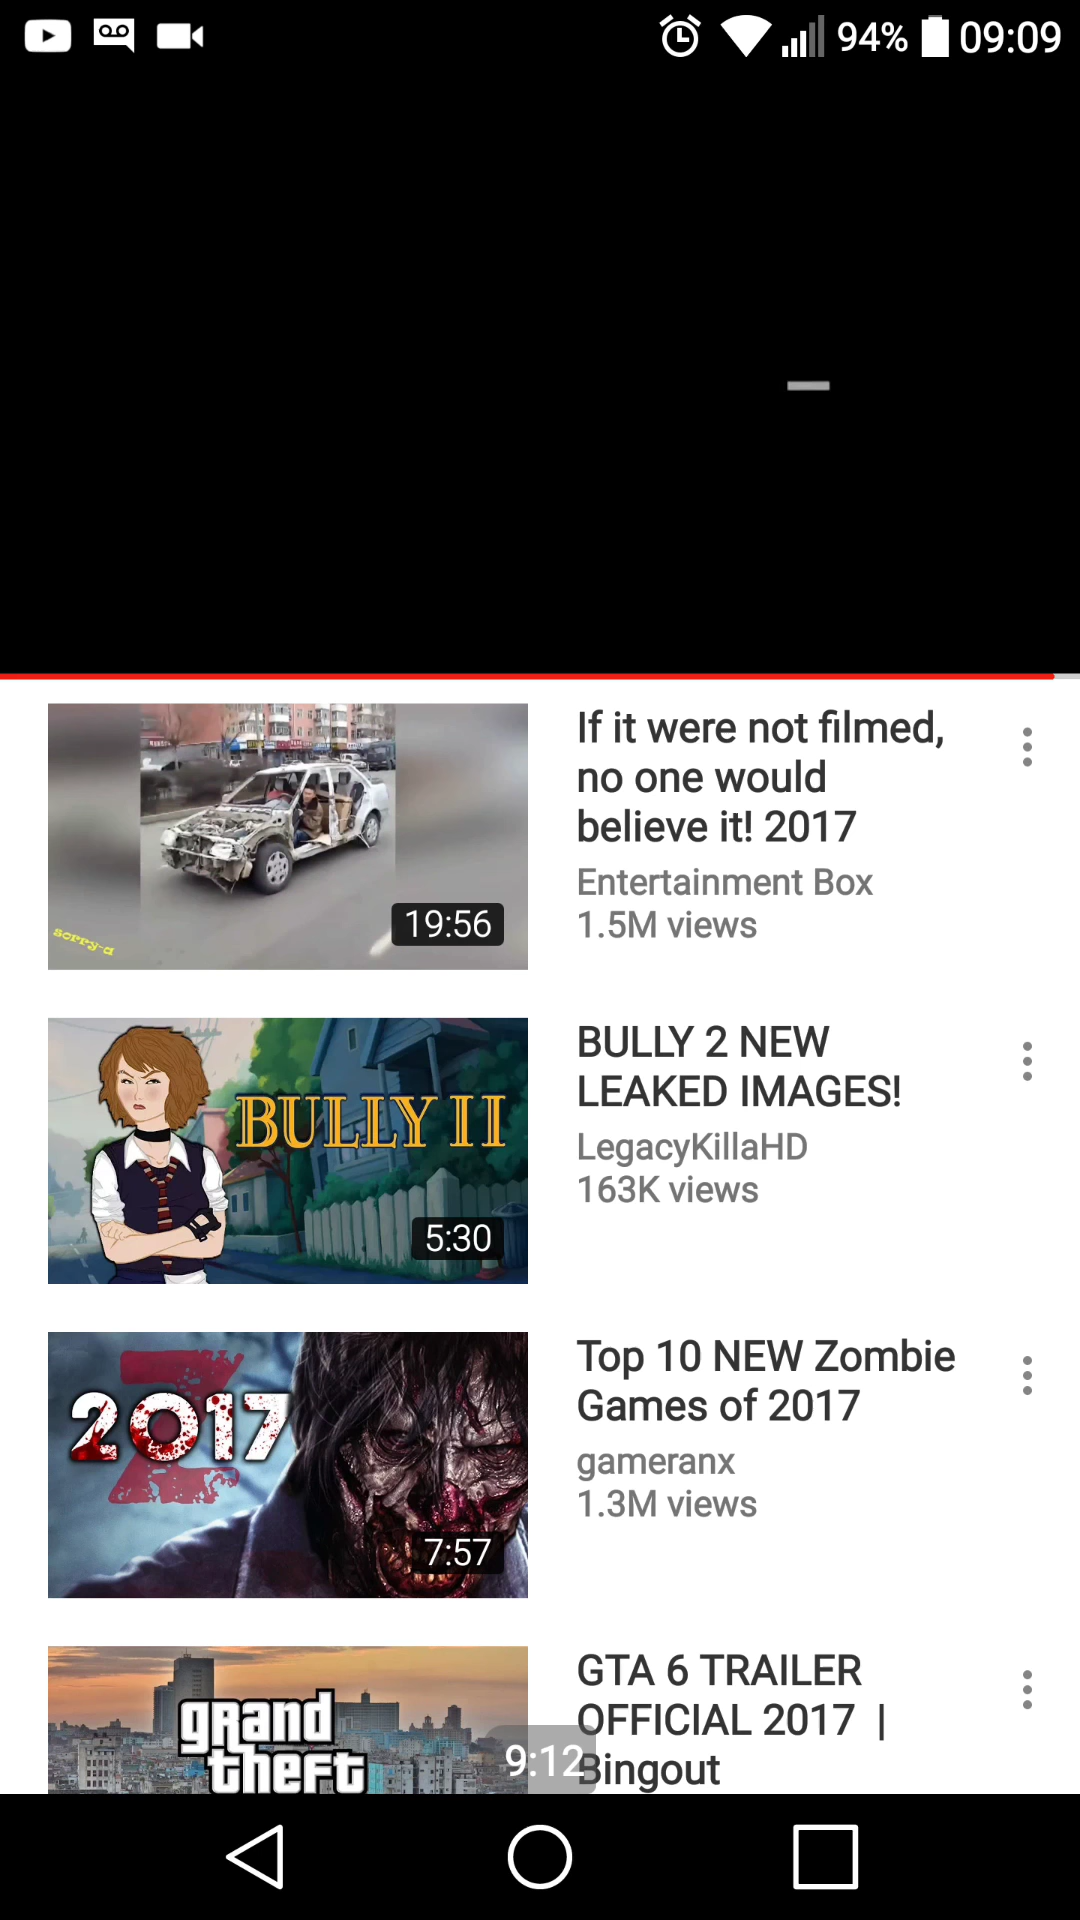 94% 09:09
If it were not filmed,
no one would
believe it! 2017
Entertainment Box
1.5M views
sorry-a
19:56
BULLY 2 NEW
LEAKED IMAGES!
LegacyKillaHD
163K views
BULLY II
5:30
Top 10 NEW Zombie
Games of 2017
gameranx
1.3M views
Z
2017
7:57
GTA 6 TRAILER
OFFICIAL 2017 |
Bingout
grand
theft
9:12